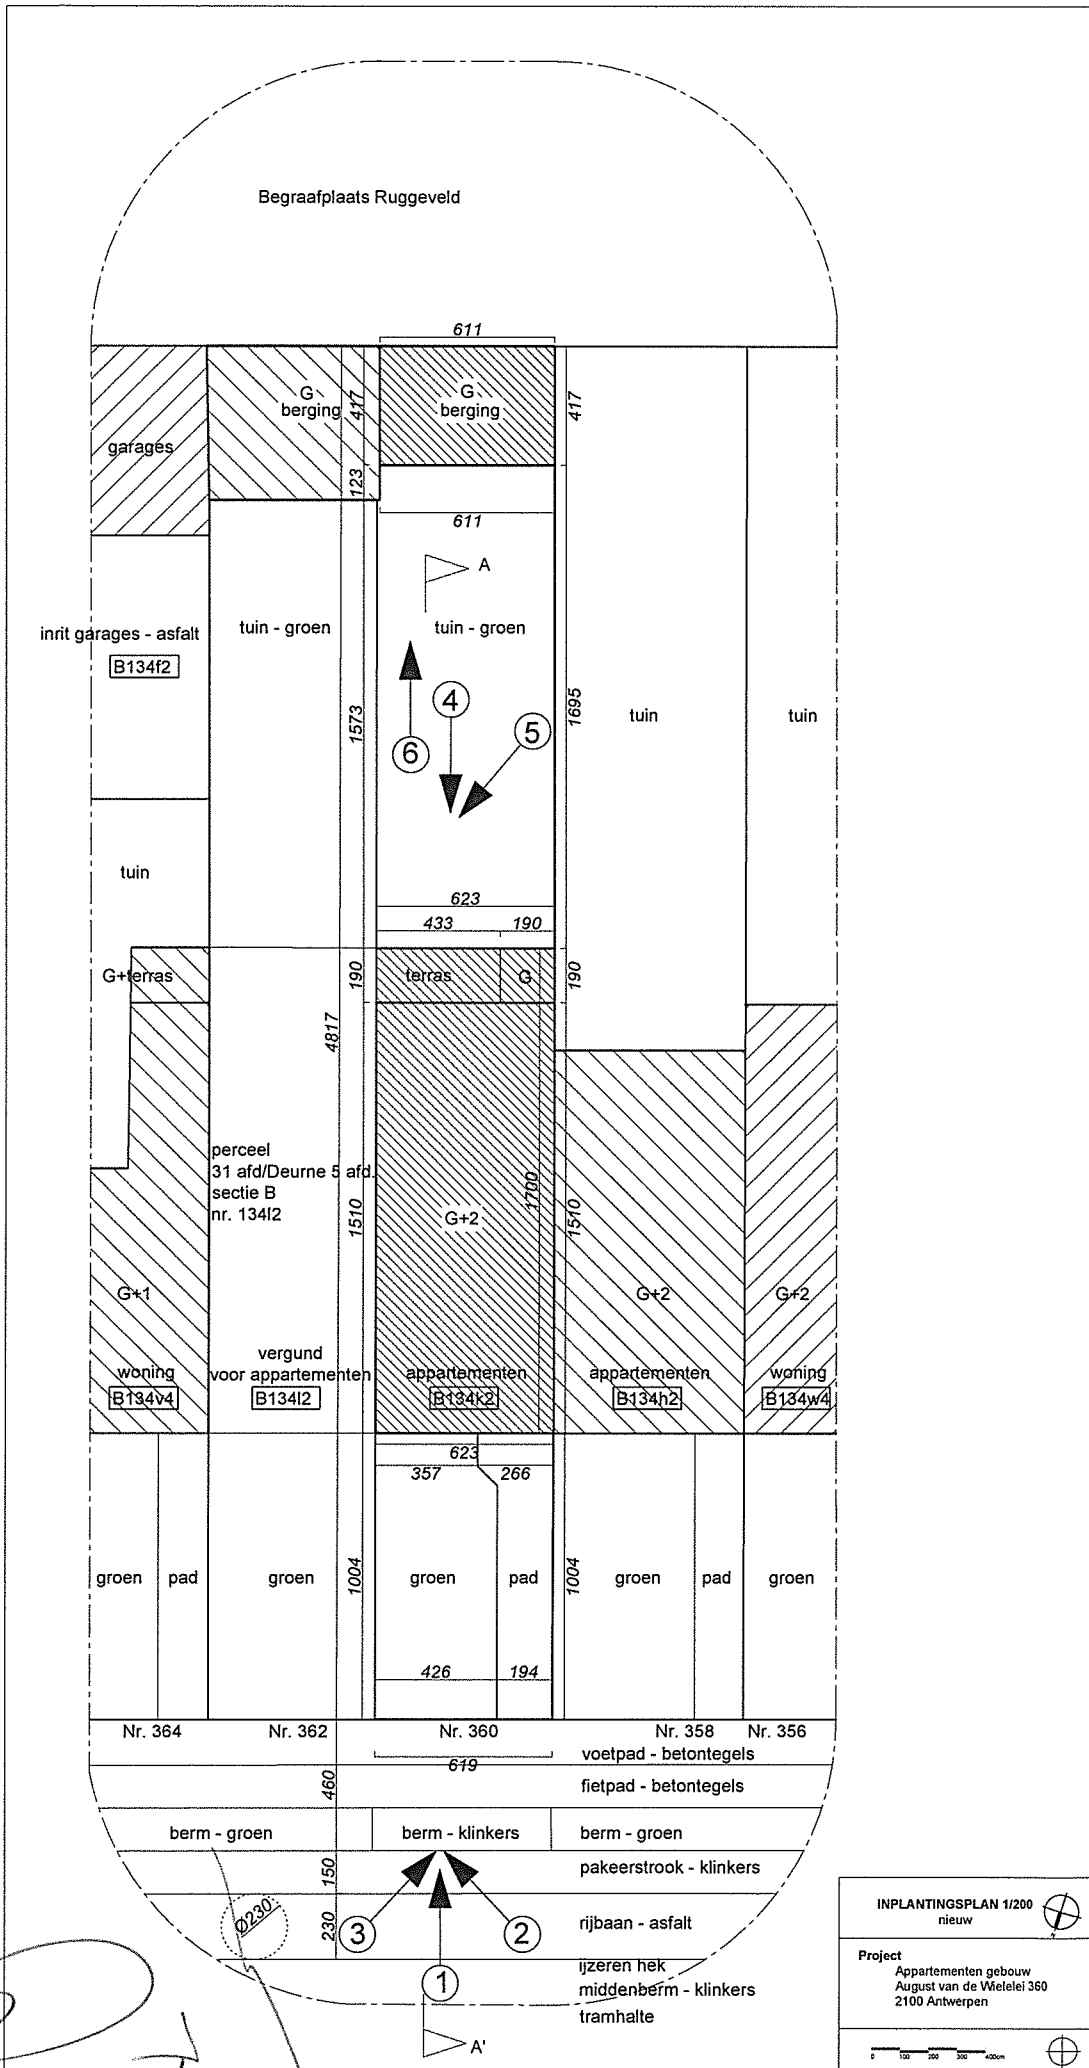 Begraafplaats Ruggeveld
611
G
berging
417
G
berging
417
garages
123
611
A
inrit garages - asfalt
B134f2
tuin - groen
tuin - groen
4
5
6
1573
1695
tuin
tuin
tuin
623
433
190
G+terras
190
terras
G
190
4817
perceel
31 afd/Deurne 5 afd.
sectie B
nr. 134l2
1510
1700
1510
G+2
G+1
G+2
G+2
woning
B134v4
vergund
voor appartementen
B134l2
appartementen
B134k2
appartementen
B134h2
woning
B134w4
623
357
266
groen
pad
groen
1004
groen
pad
1004
groen
pad
groen
426
194
Nr. 364
Nr. 362
Nr. 360
Nr. 358
Nr. 356
619
voetpad - betontegels
460
fietpad - betontegels
berm - groen
berm - klinkers
berm - groen
150
pakeerstrook - klinkers
Ø230
230
3
2
1
rijbaan - asfalt
ijzeren hek
middenberm - klinkers
tramhalte
A'
INPLANTINGSPLAN 1/200
nieuw
Project
Appartementen gebouw
August van de Wielelei 360
2100 Antwerpen
0 100 200 300 400cm